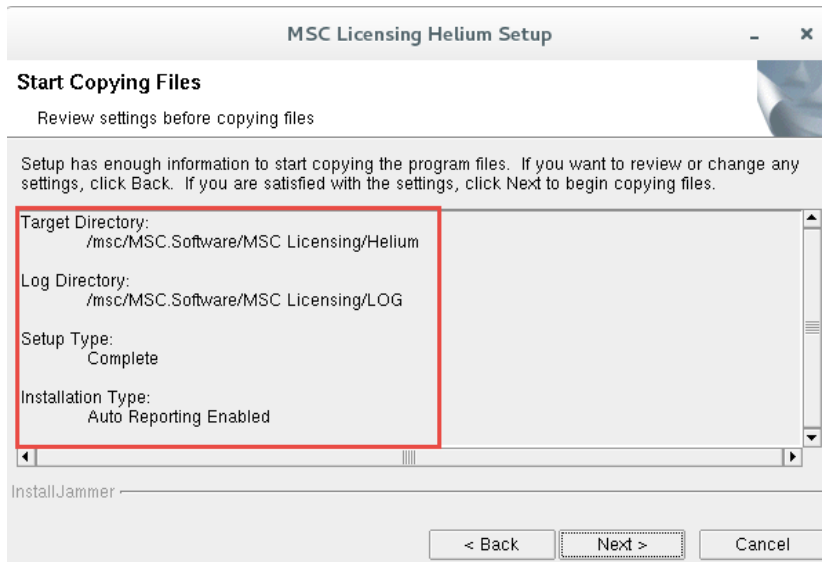 MSC Licensing Helium Setup
Start Copying Files
Review settings before copying files
Setup has enough information to start copying the program files. If you want to review or change any
settings, click Back. If you are satisfied with the settings, click Next to begin copying files.
Target Directory:
/msc/MSC.Software/MSC Licensing/Helium
Log Directory:
/msc/MSC.Software/MSC Licensing/LOG
Setup Type:
Complete
Installation Type:
Auto Reporting Enabled
InstallJammer
< Back Next > Cancel